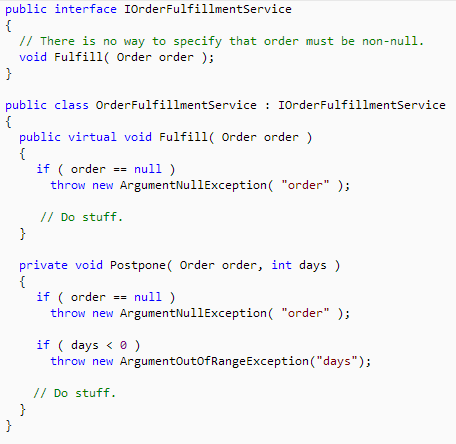 public interface IOrderFulfillmentService
{
  // There is no way to specify that order must be non-null.
  void Fulfill( Order order );
}

public class OrderFulfillmentService : IOrderFulfillmentService
{
  public virtual void Fulfill( Order order )
  {
    if ( order == null )
      throw new ArgumentNullException( "order" );

    // Do stuff.
  }

  private void Postpone( Order order, int days )
  {
    if ( order == null )
      throw new ArgumentNullException( "order" );

    if ( days < 0 )
      throw new ArgumentOutOfRangeException("days");

    // Do stuff.
  }
}